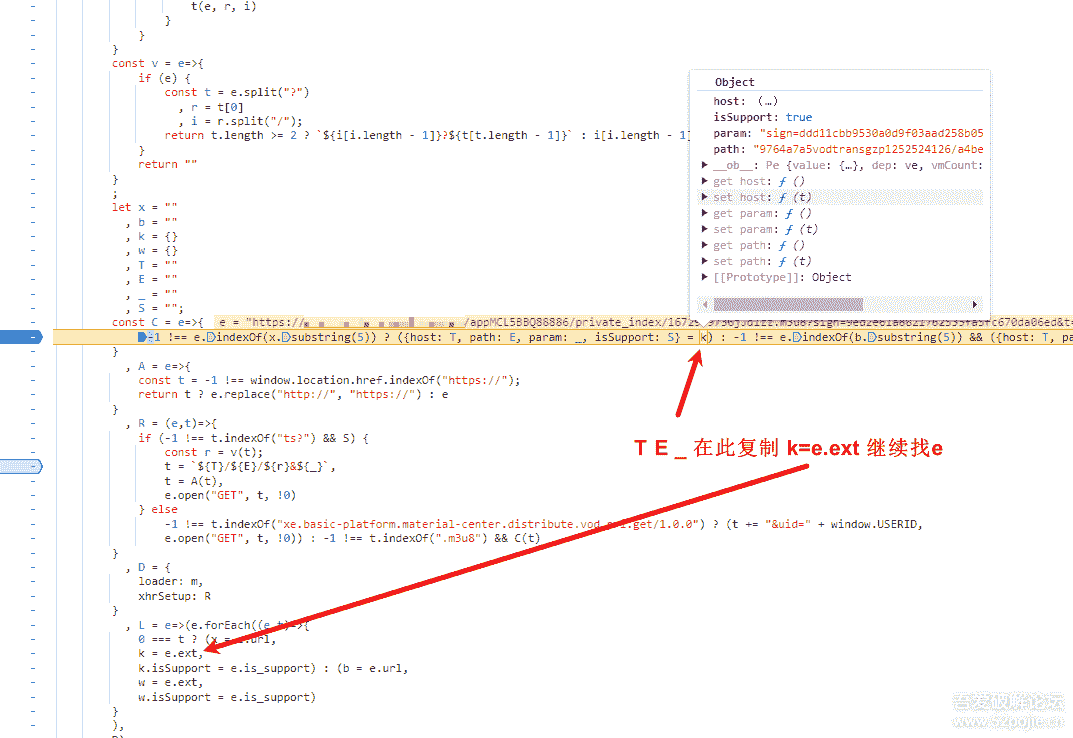 t(e, r, i)
}
}
}
const v = e=>{
if (e) {
const t = e.split("?")
, r = t[0]
, i = r.split("/");
return t.length >= 2 ? `${i[i.length - 1]}?${t[t.length - 1]}` : i[i.length - 1]
}
return ""
}
;
let x = ""
, b = ""
, k = {}
, w = {}
, T = ""
, E = ""
, _ = ""
, S = "";
const C = e=>{ e = "https://
/appMCL5BBQ86886/private_index/
-1 !== e.indexOf(x.substring(5)) ? ({host: T, path: E, param: _, isSupport: S} = k) : -1 !== e.indexOf(b.substring(5)) && ({host: T, pa
}
, A = e=>{
const t = -1 !== window.location.href.indexOf("https://");
return t ? e.replace("http://", "https://") : e
}
, R = (e,t)=>{
if (-1 !== t.indexOf("ts?") && S) {
const r = v(t);
t = `${T}/${E}/${r}&${_}`,
t = A(t),
e.open("GET", t, !0)
} else
-1 !== t.indexOf("xe.basic-platform.material-center.distribute.vod get/1.0.0") ? (t += "&uid=" + window.USERID,
e.open("GET", t, !0)) : -1 !== t.indexOf(".m3u8") && C(t)
}
, D = {
loader: m,
xhrSetup: R
}
, L = e=>(e.forEach((e,t)=>{
0 === t ? (x = e.url,
k = e.ext,
k.isSupport = e.is_support) : (b = e.url,
w = e.ext,
w.isSupport = e.is_support)
}
),
Object
host: (…)
isSupport: true
param: "sign=ddd11cbb9530a0d9f03aad258b05
path: "9764a7a5vodtransgzp1252524126/a4be
__ob__: Pe {value: {…}, dep: ve, vmCount:
get host: ƒ ()
set host: ƒ (t)
get param: ƒ ()
set param: ƒ (t)
get path: ƒ ()
set path: ƒ (t)
[[Prototype]]: Object
T E _ 在此复制 k=e.ext 继续找e
吾爱破解论坛
www.52pojie.cn